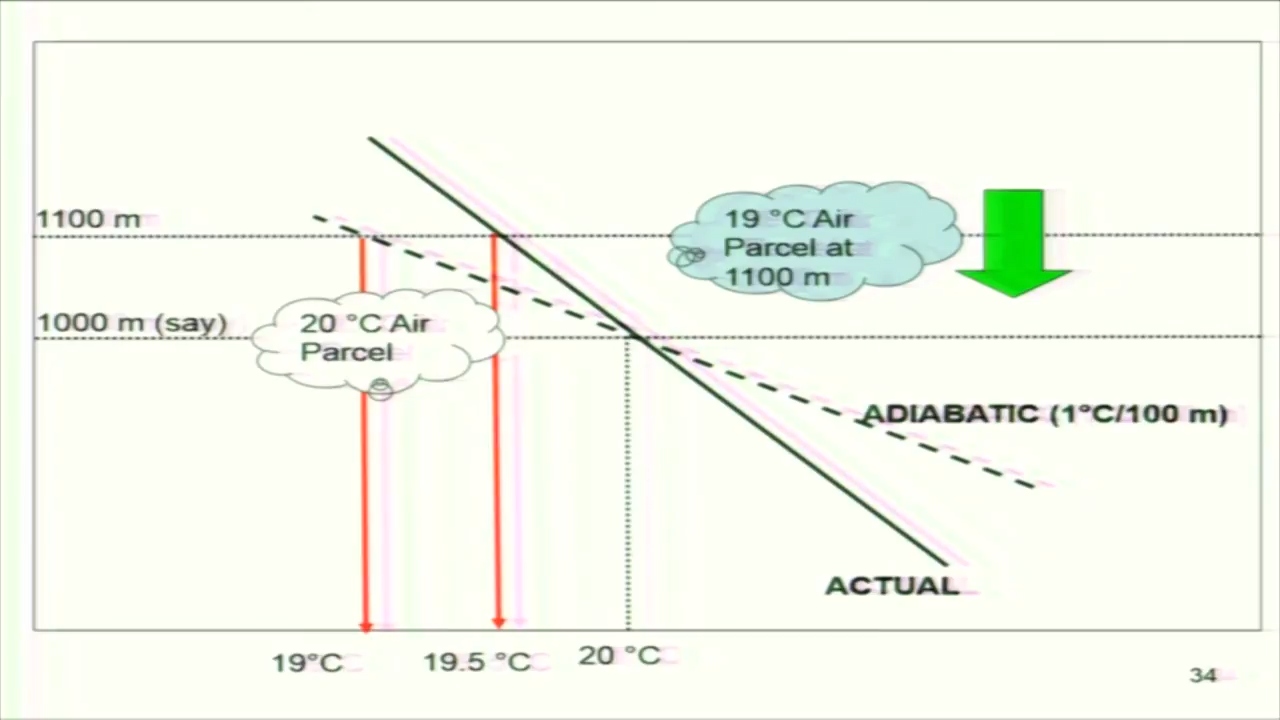 1100 m
19 °C Air
Parcel at
1100 m
1000 m (say)
20 °C Air
Parcel
ADIABATIC (1°C/100 m)
ACTUAL
19°C
19.5 °C
20 °C
34